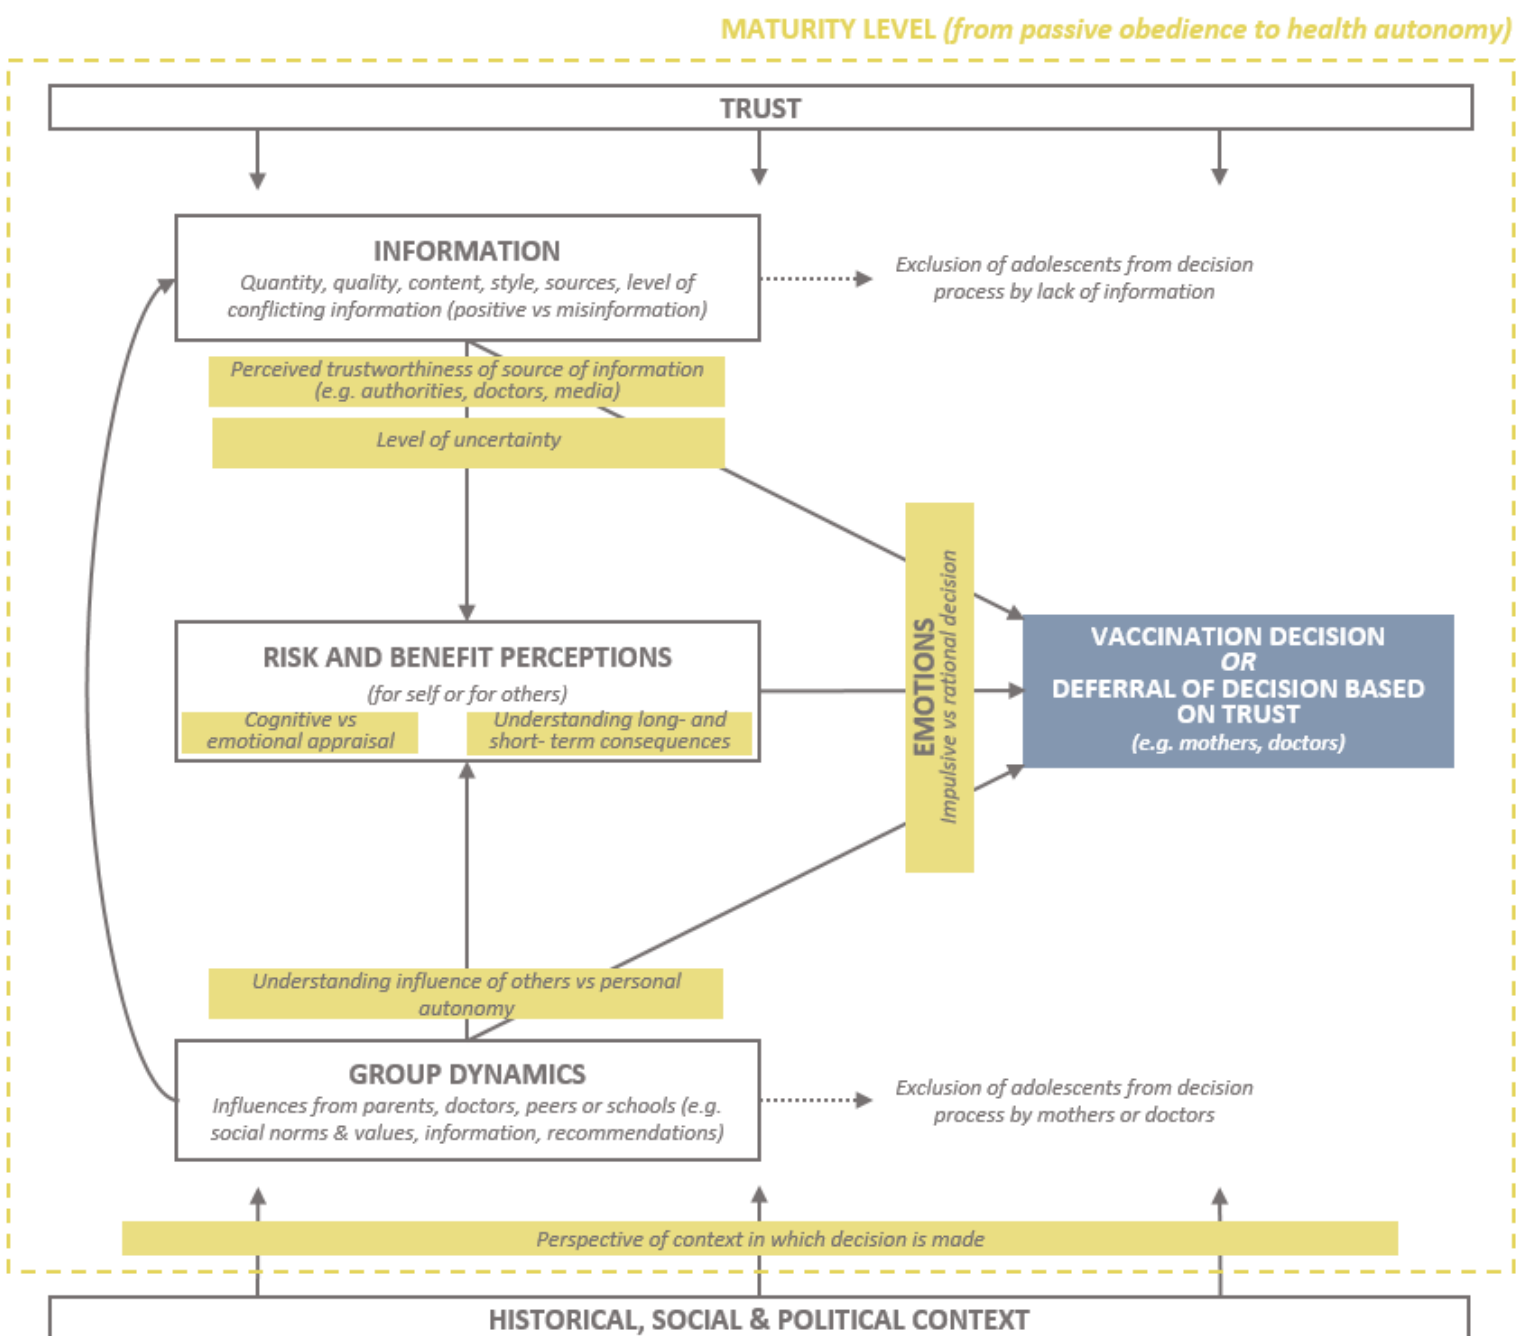 MATURITY LEVEL (from passive obedience to health autonomy)
TRUST
INFORMATION
Quantity, quality, content, style, sources, level of
conflicting information (positive vs misinformation)
Exclusion of adolescents from decision
process by lack of information
Perceived trustworthiness of source of information
(e.g. authorities, doctors, media)
Level of uncertainty
RISK AND BENEFIT PERCEPTIONS
(for self or for others)
Cognitive vs
emotional appraisal
Understanding long- and
short- term consequences
EMOTIONS
Impulsive vs rational decision
VACCINATION DECISION
OR
DEFERRAL OF DECISION BASED
ON TRUST
(e.g. mothers, doctors)
Understanding influence of others vs personal
autonomy
GROUP DYNAMICS
Influences from parents, doctors, peers or schools (e.g.
social norms & values, information, recommendations)
Exclusion of adolescents from decision
process by mothers or doctors
Perspective of context in which decision is made
HISTORICAL, SOCIAL & POLITICAL CONTEXT